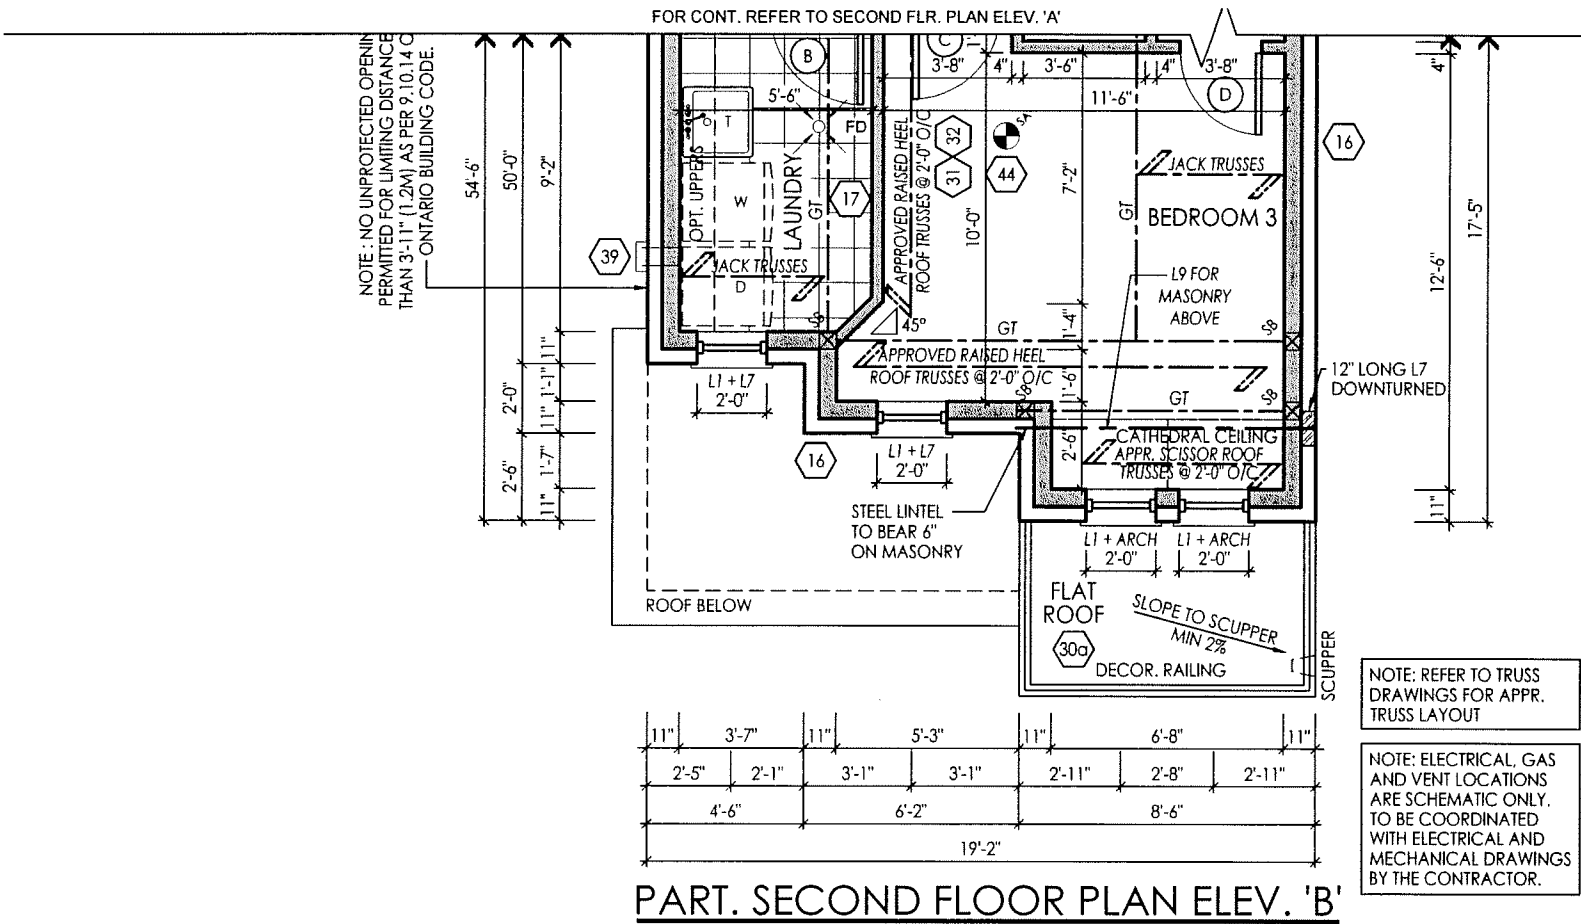 FOR CONT. REFER TO SECOND FLR. PLAN ELEV. 'A'
NOTE : NO UNPROTECTED OPENIN
PERMITTED FOR LIMITING DISTANCE
THAN 3'-11" (1.2M) AS PER 9.10.14 O
ONTARIO BUILDING CODE.
54'-6"
50'-0"
9'-2"
11"
2'-0"
11" 1'-1"
2'-6"
1'-7"
11"
39
OPT. UPPERS
T
W
D
LAUNDRY
5'-6"
B
FD
GT
17
JACK TRUSSES
SB
L1 + L7
2'-0"
C
3'-8"
4"
3'-6"
4"
3'-8"
11'-6"
D
APPROVED RAISED HEEL
ROOF TRUSSES @ 2'-0" O/C
32
31
44
SA
10'-0"
7'-2"
GT
JACK TRUSSES
BEDROOM 3
L9 FOR
MASONRY
ABOVE
16
4"
17'-5"
12'-6"
11"
45°
GT
1'-4"
SB
APPROVED RAISED HEEL
ROOF TRUSSES @ 2'-0" O/C
1'-6"
SB
GT
SB
12" LONG L7
DOWNTURNED
CATHEDRAL CEILING
APPR. SCISSOR ROOF
TRUSSES @ 2'-0" O/C
2'-6"
16
L1 + L7
2'-0"
STEEL LINTEL
TO BEAR 6"
ON MASONRY
L1 + ARCH
2'-0"
L1 + ARCH
2'-0"
ROOF BELOW
FLAT
ROOF
30a
SLOPE TO SCUPPER
MIN 2%
DECOR. RAILING
SCUPPER
NOTE: REFER TO TRUSS
DRAWINGS FOR APPR.
TRUSS LAYOUT
NOTE: ELECTRICAL, GAS
AND VENT LOCATIONS
ARE SCHEMATIC ONLY.
TO BE COORDINATED
WITH ELECTRICAL AND
MECHANICAL DRAWINGS
BY THE CONTRACTOR.
11" 3'-7" 11" 5'-3" 11" 6'-8" 11"
2'-5" 2'-1" 3'-1" 3'-1" 2'-11" 2'-8" 2'-11"
4'-6" 6'-2" 8'-6"
19'-2"
PART. SECOND FLOOR PLAN ELEV. 'B'